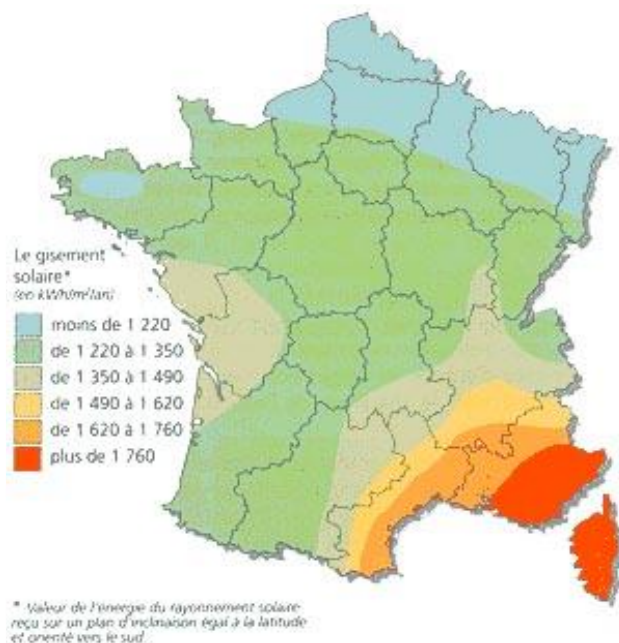 Le gisement
solaire*
(en kWh/m²/an)
moins de 1 220
de 1 220 à 1 350
de 1 350 à 1 490
de 1 490 à 1 620
de 1 620 à 1 760
plus de 1 760
* Valeur de l'energie du rayonnement solaire
reçu sur un plan d'inclinaison égal à la latitude
et orienté vers le sud